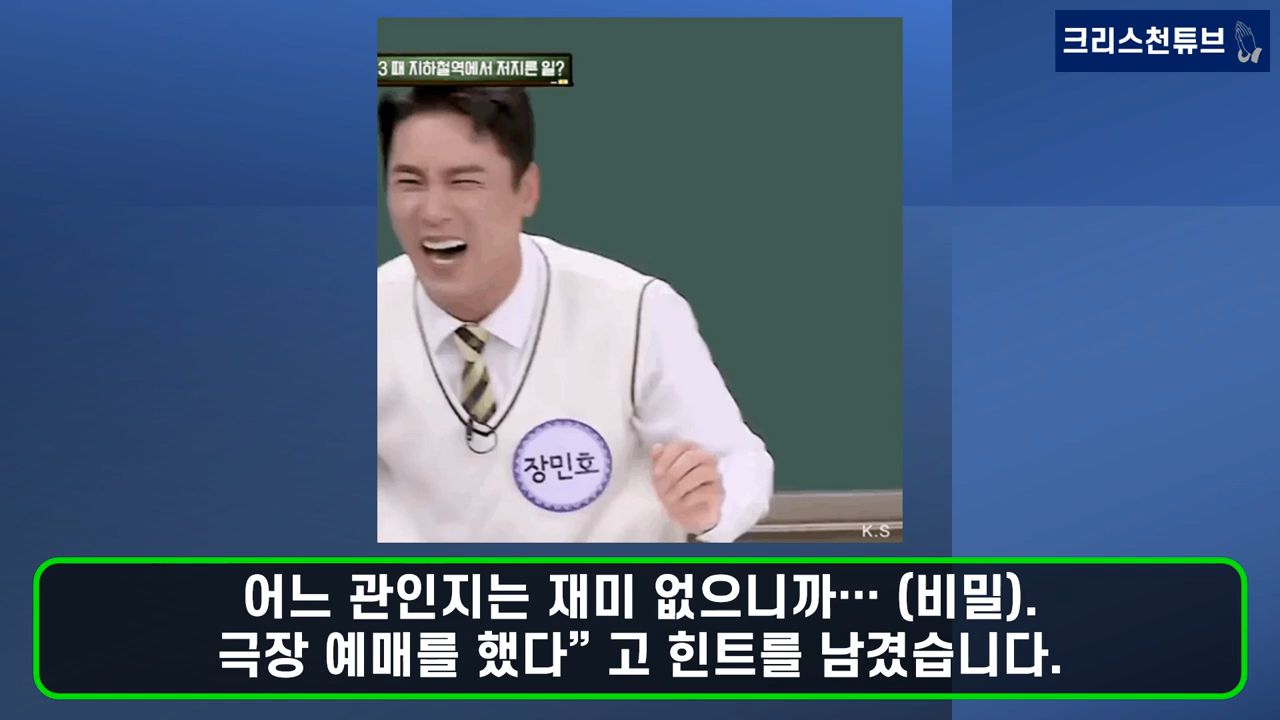 크리스천튜브
3 때 지하철역에서 저지른 일?
장민호
K.S
어느 관인지는 재미 없으니까… (비밀).
극장 예매를 했다” 고 힌트를 남겼습니다.